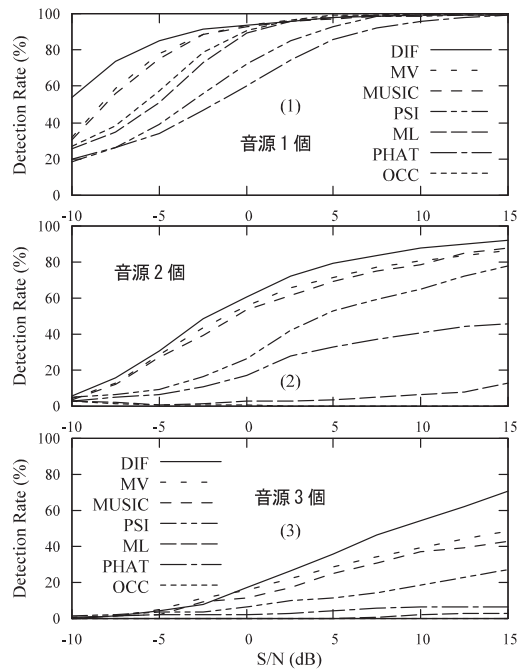 100
80
60
40
20
0
Detection Rate (%)
DIF
MV
MUSIC
PSI
ML
PHAT
OCC
(1)
音源1個
-10 -5 0 5 10 15
100
80
60
40
20
0
Detection Rate (%)
音源2個
(2)
-10 -5 0 5 10 15
100
80
60
40
20
0
Detection Rate (%)
DIF
MV
MUSIC
PSI
ML
PHAT
OCC
音源3個
(3)
-10 -5 0 5 10 15
S/N (dB)